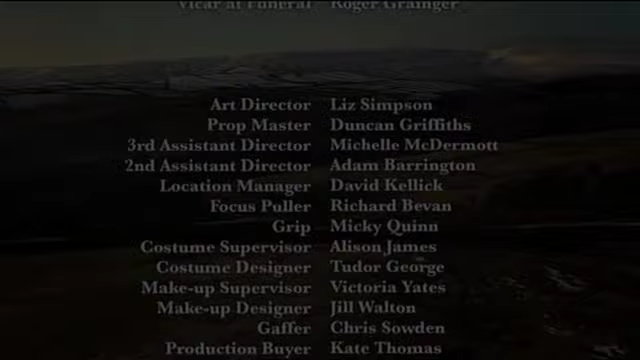 Vicar at Funeral Roger Grainger
Art Director Liz Simpson
Prop Master Duncan Griffiths
3rd Assistant Director Michelle McDermott
2nd Assistant Director Adam Barrington
Location Manager David Kellick
Focus Puller Richard Bevan
Grip Micky Quinn
Costume Supervisor Alison James
Costume Designer Tudor George
Make-up Supervisor Victoria Yates
Make-up Designer Jill Walton
Gaffer Chris Sowden
Production Buyer Kate Thomas